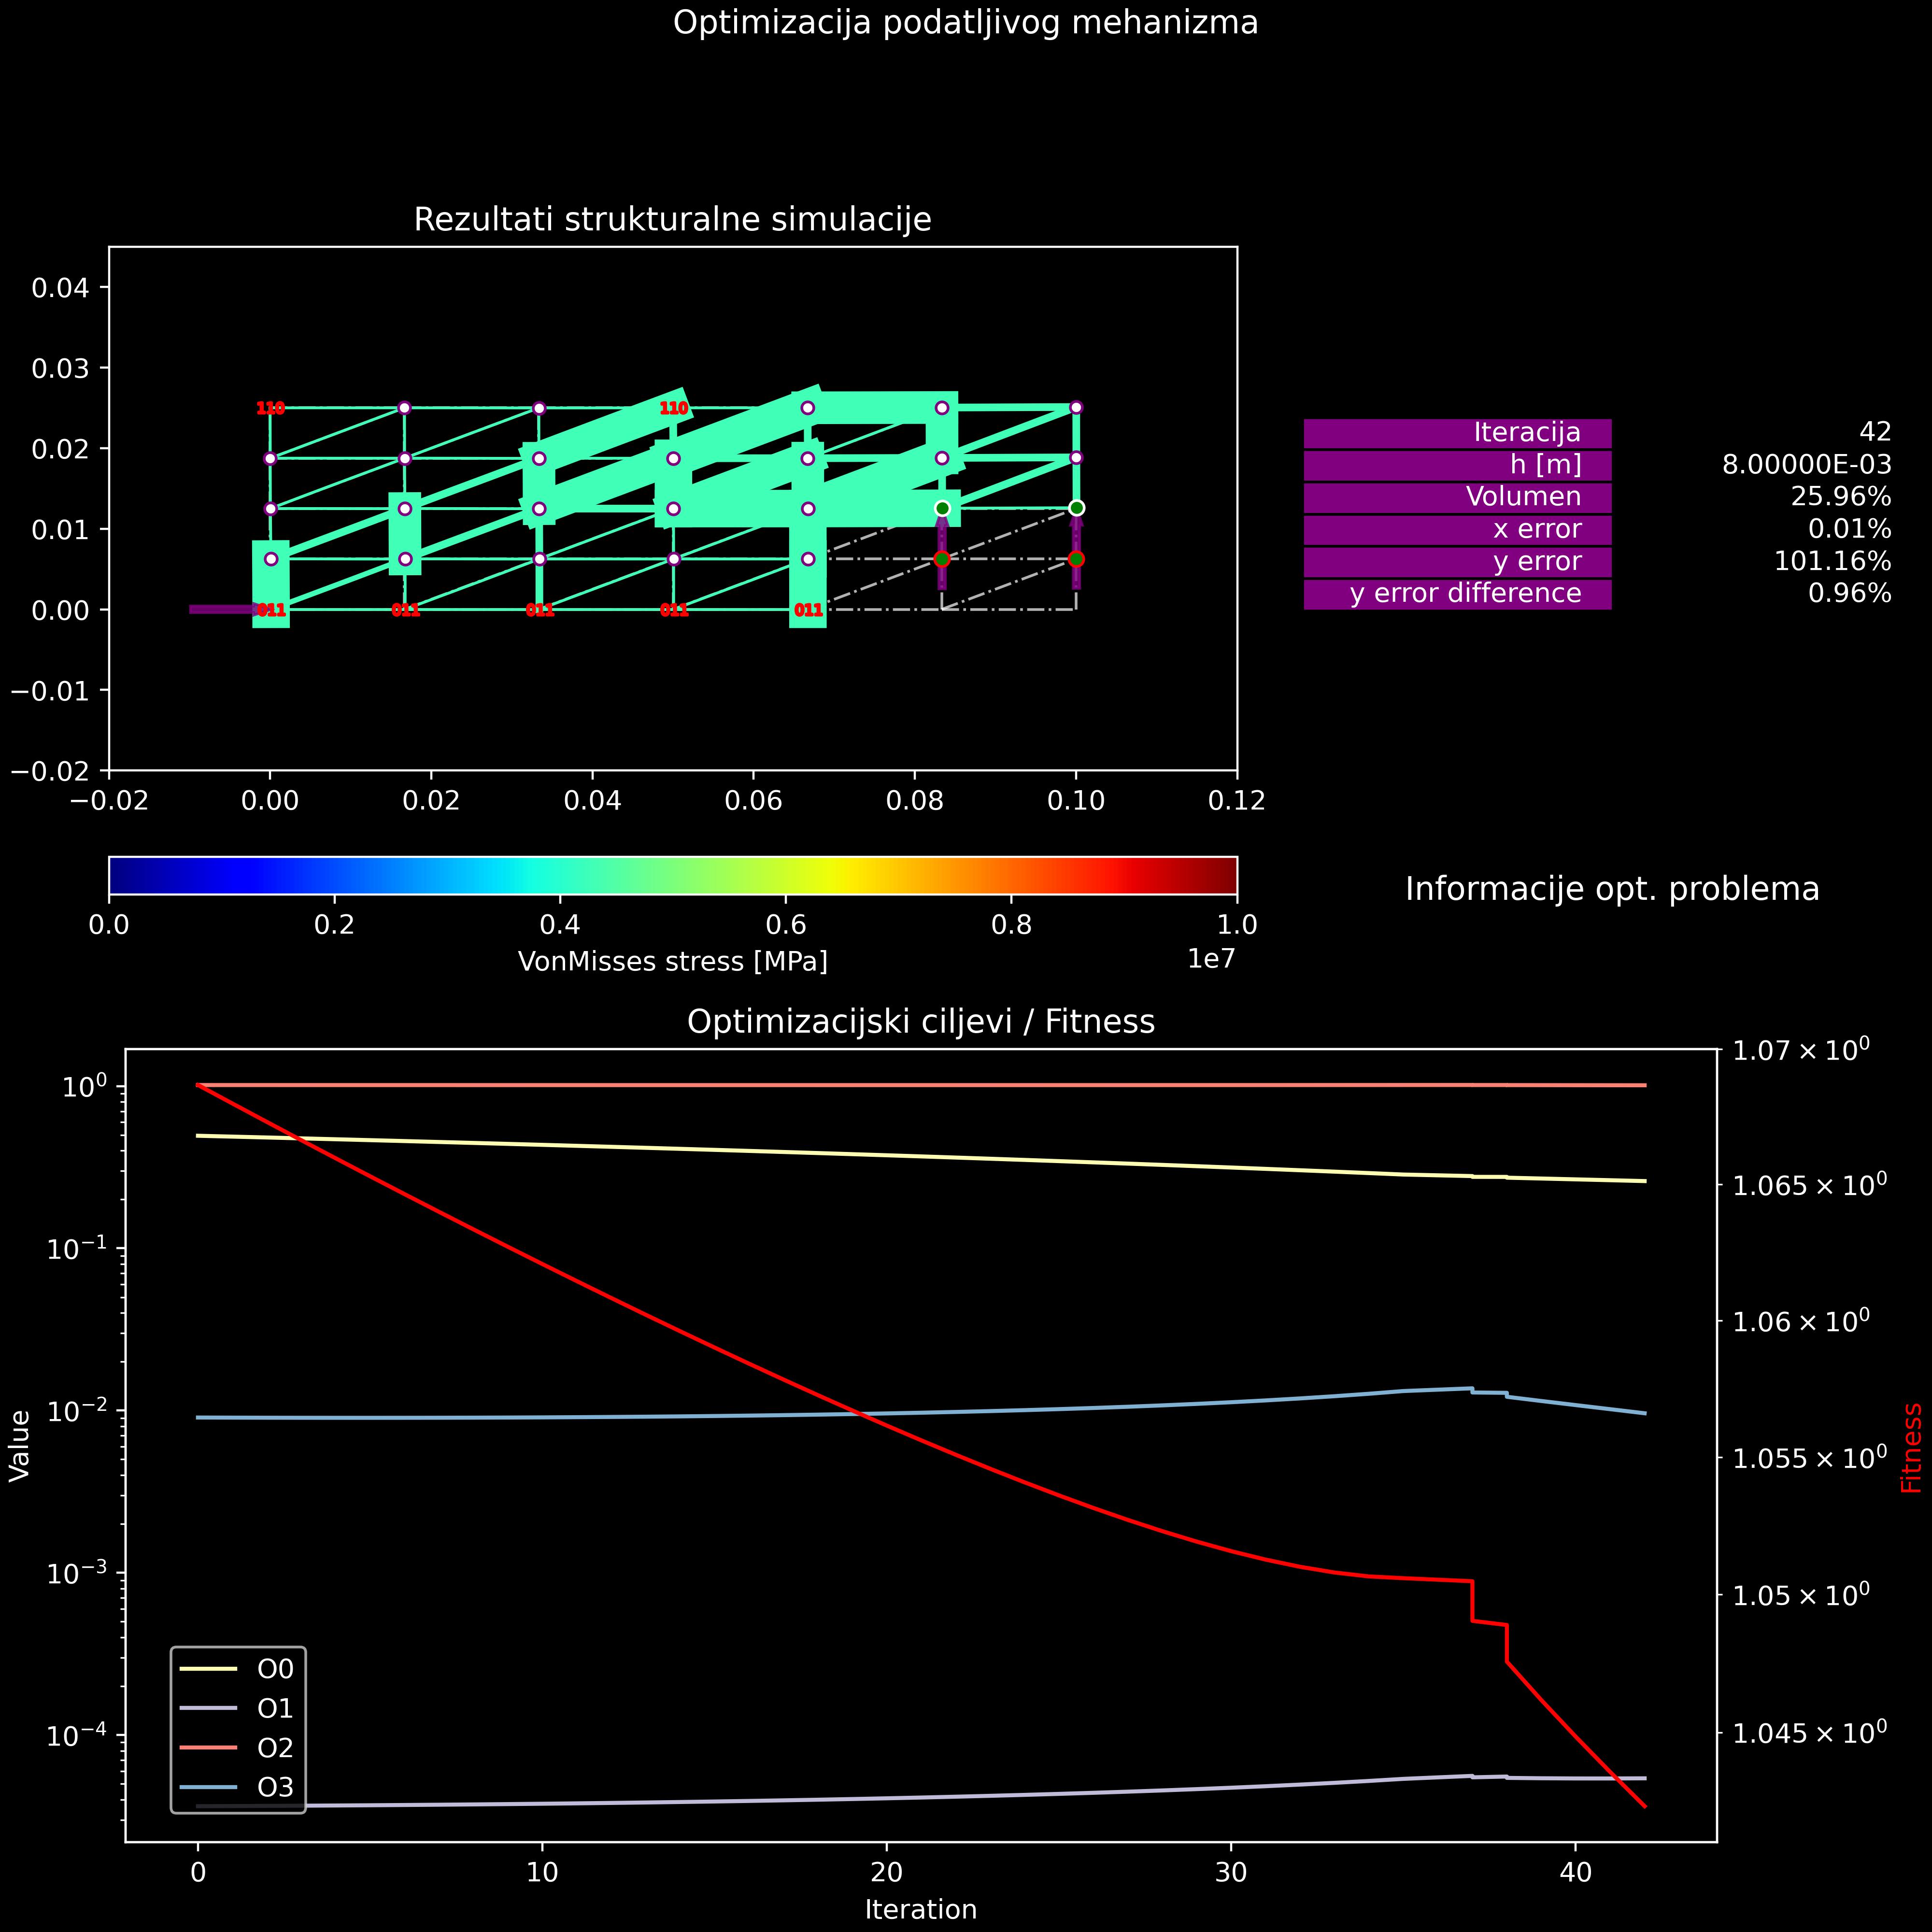 Optimizacija podatljivog mehanizma
Rezultati strukturalne simulacije
0.04
0.03
0.02
0.01
0.00
−0.01
−0.02
110
110
011
011
011
011
011
−0.02 0.00 0.02 0.04 0.06 0.08 0.10 0.12
Iteracija 42
h [m] 8.00000E-03
Volumen 25.96%
x error 0.01%
y error 101.16%
y error difference 0.96%
0.0 0.2 0.4 0.6 0.8 1.0
1e7
VonMisses stress [MPa]
Informacije opt. problema
Optimizacijski ciljevi / Fitness
10⁰
10⁻¹
10⁻²
10⁻³
10⁻⁴
Value
1.07 × 10⁰
1.065 × 10⁰
1.06 × 10⁰
1.055 × 10⁰
1.05 × 10⁰
1.045 × 10⁰
Fitness
O0
O1
O2
O3
0 10 20 30 40
Iteration